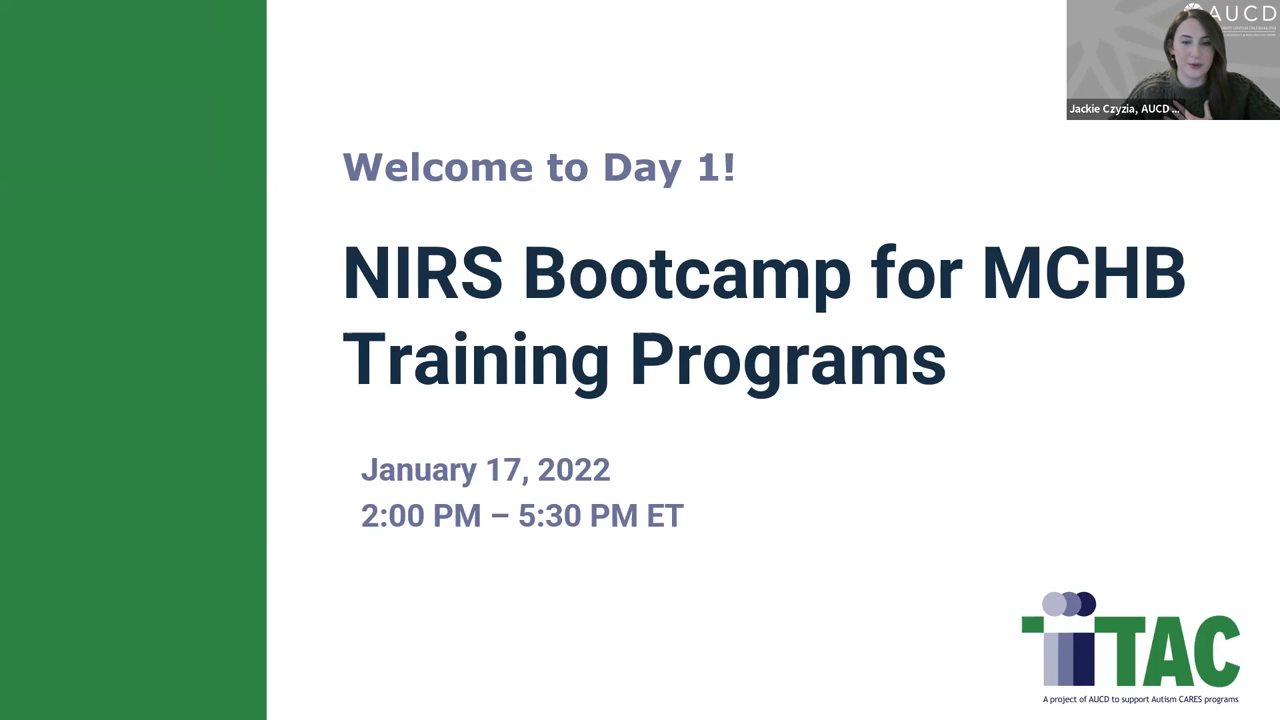 AUCD
Jackie Czyzia, AUCD ...
Welcome to Day 1!
NIRS Bootcamp for MCHB
Training Programs
January 17, 2022
2:00 PM – 5:30 PM ET
iTAC
A project of AUCD to support Autism CARES programs